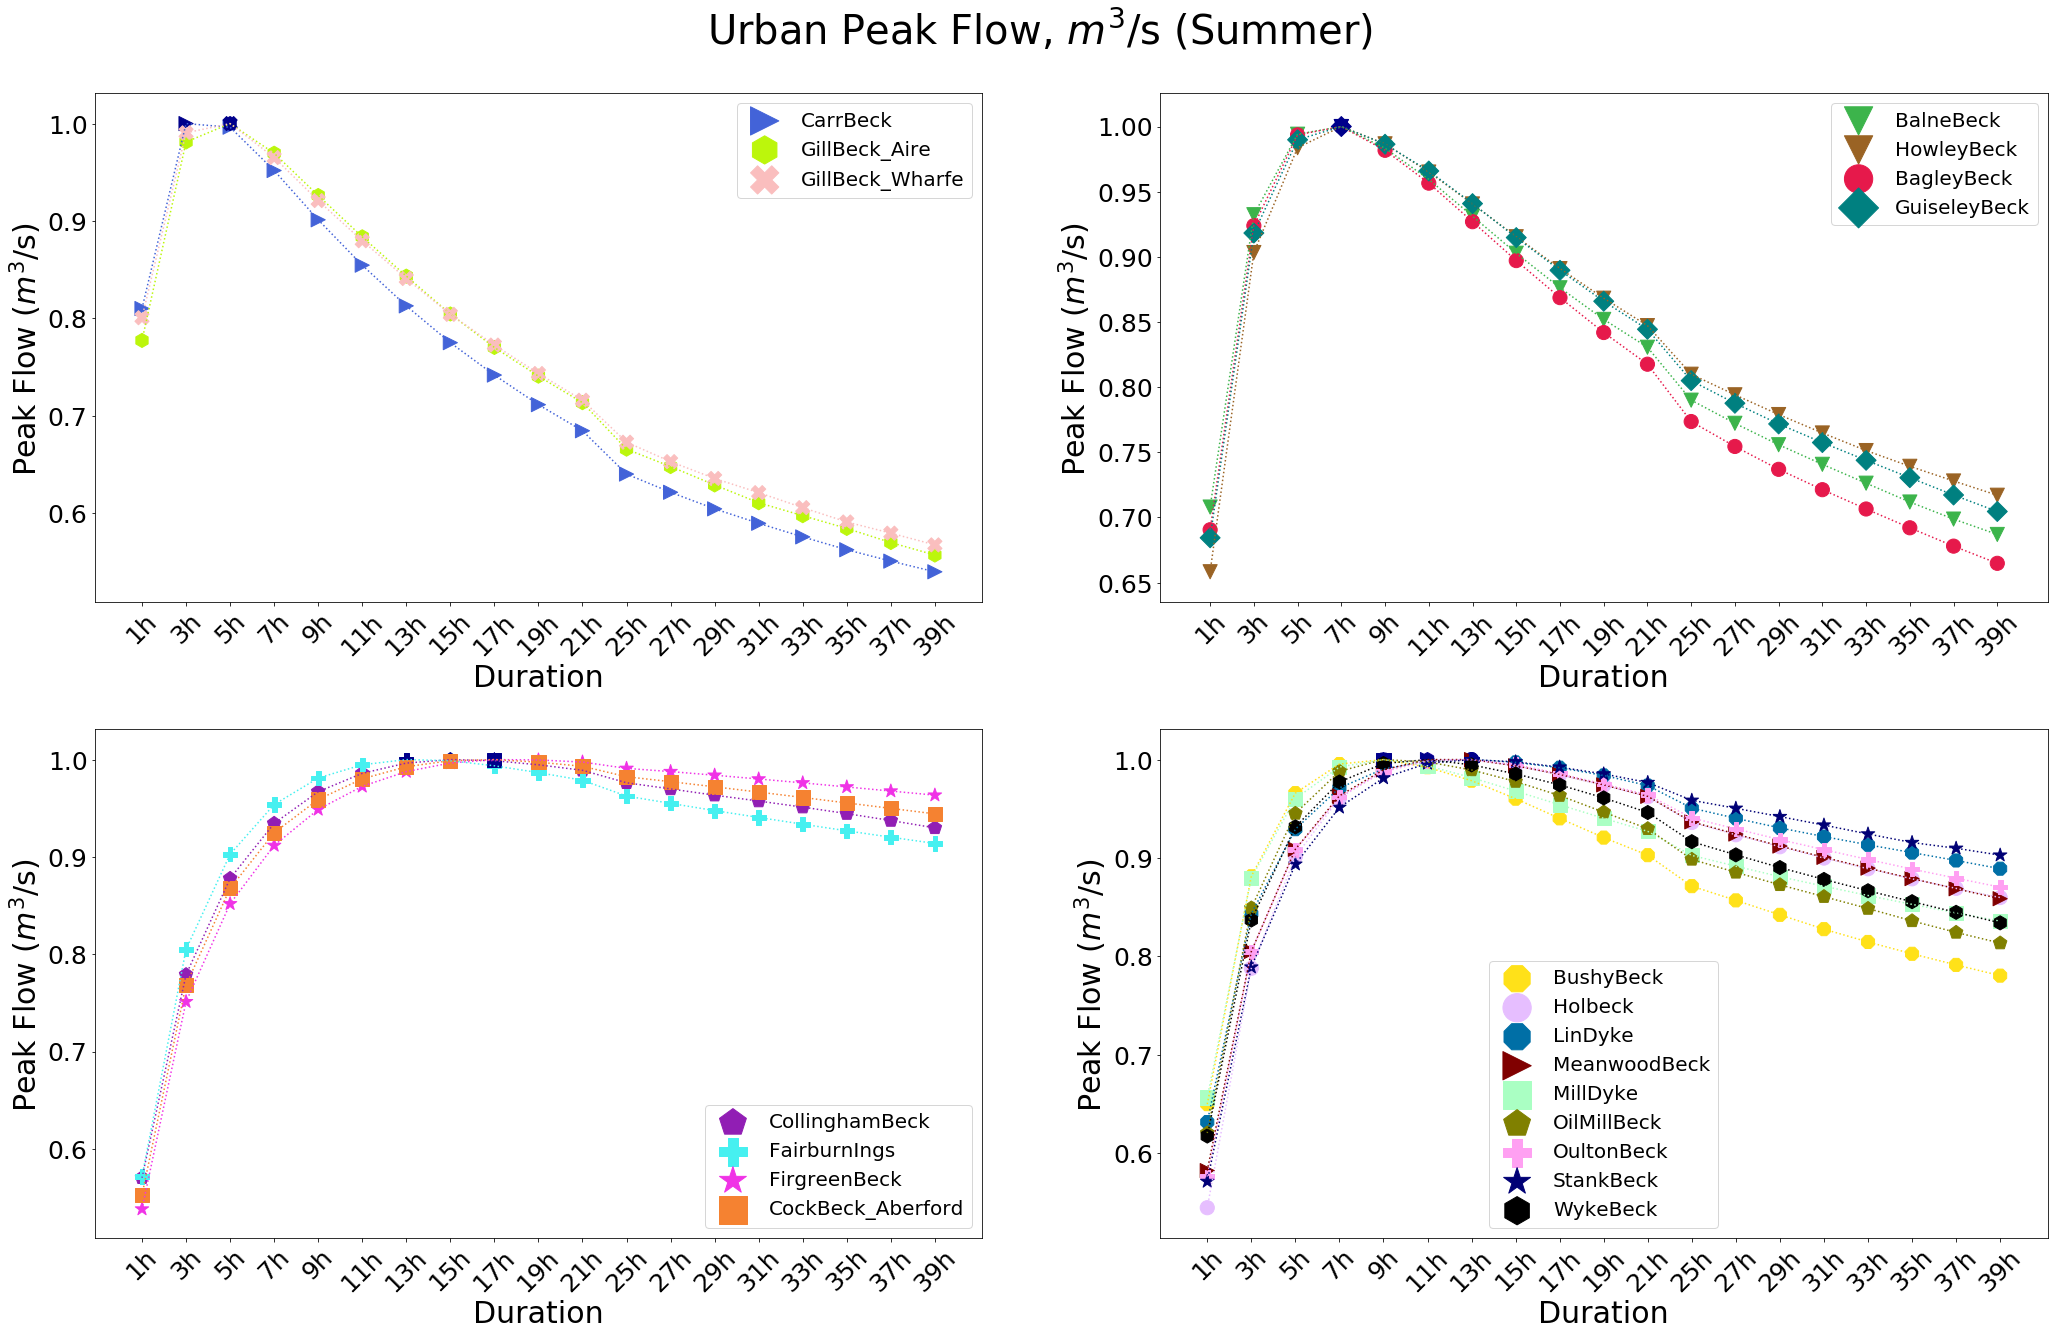 Urban Peak Flow, m³/s (Summer)
Peak Flow (m³/s)
1.0
0.9
0.8
0.7
0.6
CarrBeck
GillBeck_Aire
GillBeck_Wharfe
1h 3h 5h 7h 9h 11h 13h 15h 17h 19h 21h 25h 27h 29h 31h 33h 35h 37h 39h
Duration
Peak Flow (m³/s)
1.00
0.95
0.90
0.85
0.80
0.75
0.70
0.65
BalneBeck
HowleyBeck
BagleyBeck
GuiseleyBeck
1h 3h 5h 7h 9h 11h 13h 15h 17h 19h 21h 25h 27h 29h 31h 33h 35h 37h 39h
Duration
Peak Flow (m³/s)
1.0
0.9
0.8
0.7
0.6
CollinghamBeck
FairburnIngs
FirgreenBeck
CockBeck_Aberford
1h 3h 5h 7h 9h 11h 13h 15h 17h 19h 21h 25h 27h 29h 31h 33h 35h 37h 39h
Duration
Peak Flow (m³/s)
1.0
0.9
0.8
0.7
0.6
BushyBeck
Holbeck
LinDyke
MeanwoodBeck
MillDyke
OilMillBeck
OultonBeck
StankBeck
WykeBeck
1h 3h 5h 7h 9h 11h 13h 15h 17h 19h 21h 25h 27h 29h 31h 33h 35h 37h 39h
Duration